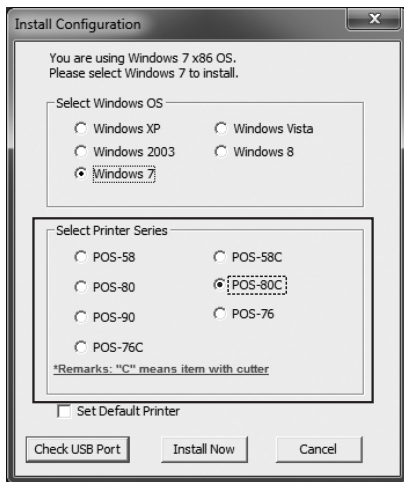 Install Configuration
x
You are using Windows 7 x86 OS.
Please select Windows 7 to install.
Select Windows OS
Windows XP Windows Vista
Windows 2003 Windows 8
Windows 7
Select Printer Series
POS-58 POS-58C
POS-80 POS-80C
POS-90 POS-76
POS-76C
*Remarks: "C" means item with cutter
Set Default Printer
Check USB Port Install Now Cancel